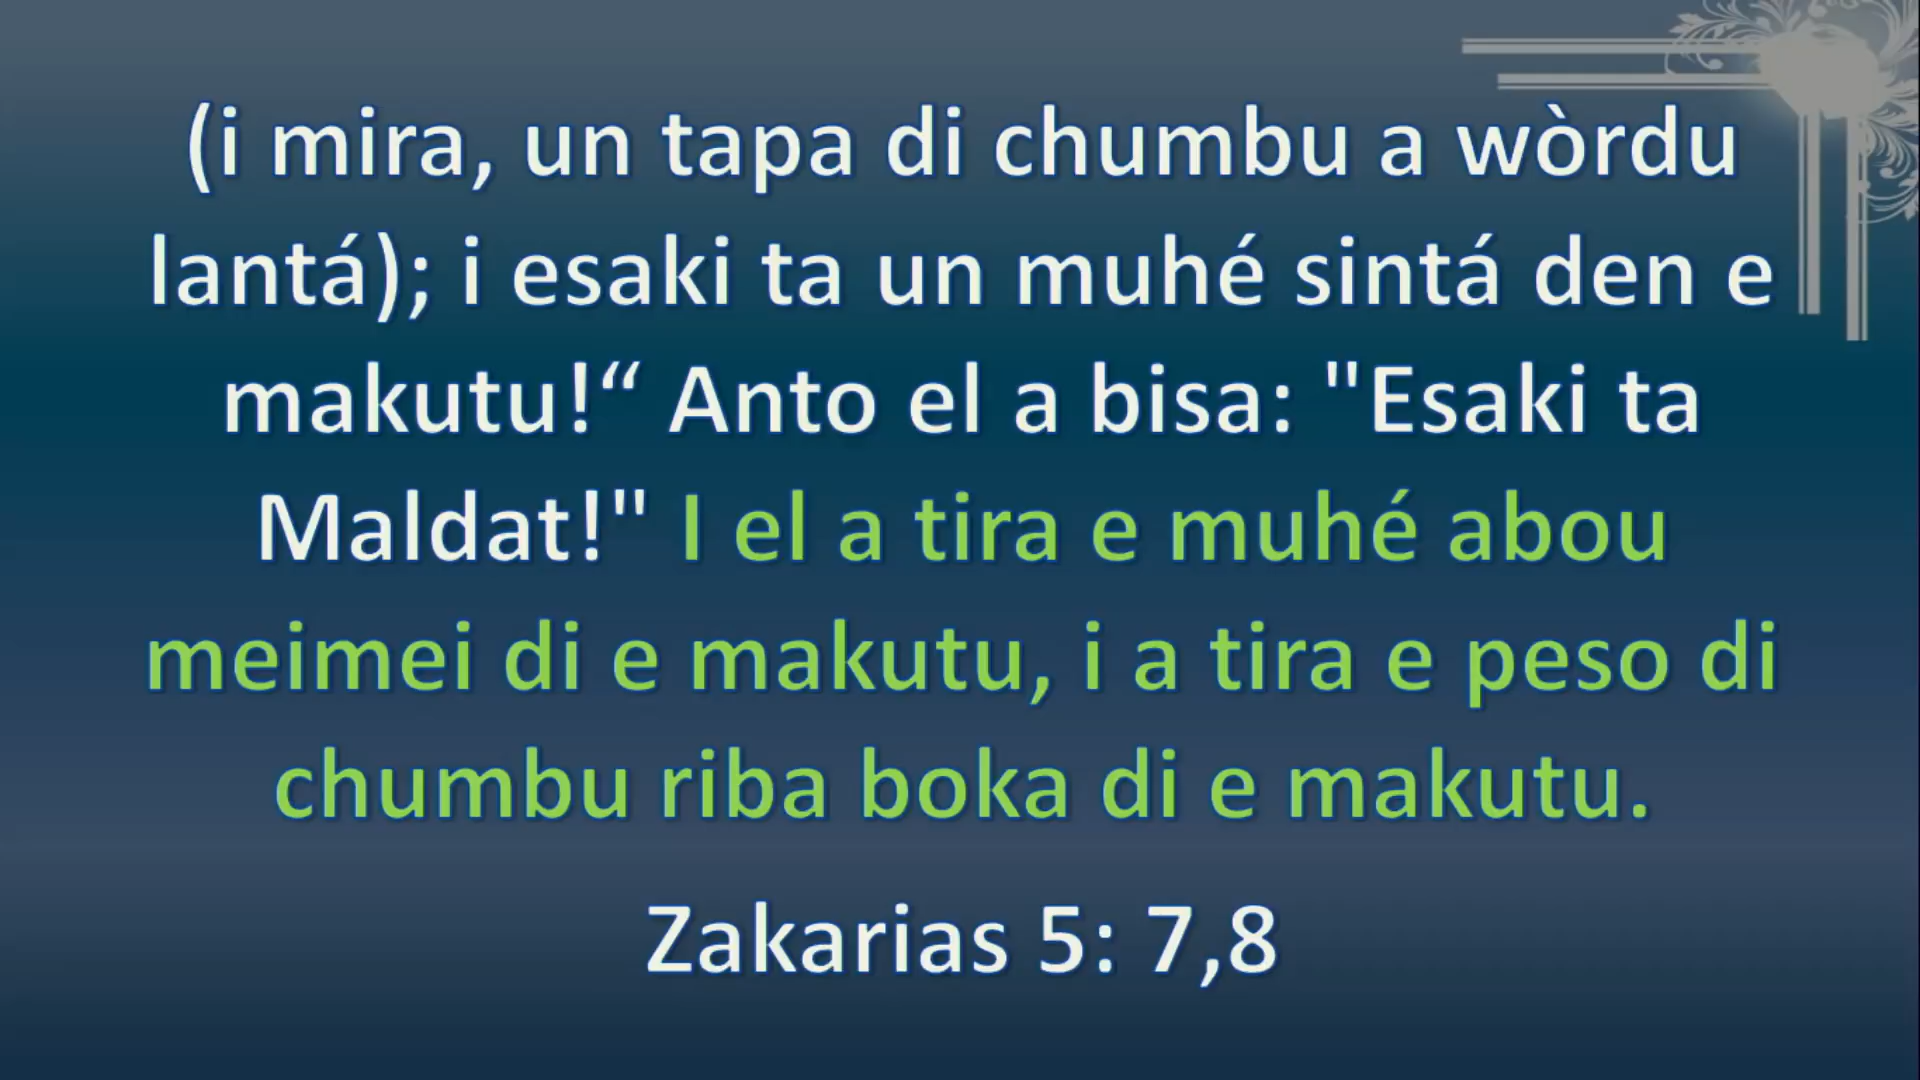 (i mira, un tapa di chumbu a wòrdu
lantá); i esaki ta un muhé sintá den e
makutu!“ Anto el a bisa: "Esaki ta
Maldat!" I el a tira e muhé abou
meimei di e makutu, i a tira e peso di
chumbu riba boka di e makutu.
Zakarias 5: 7,8